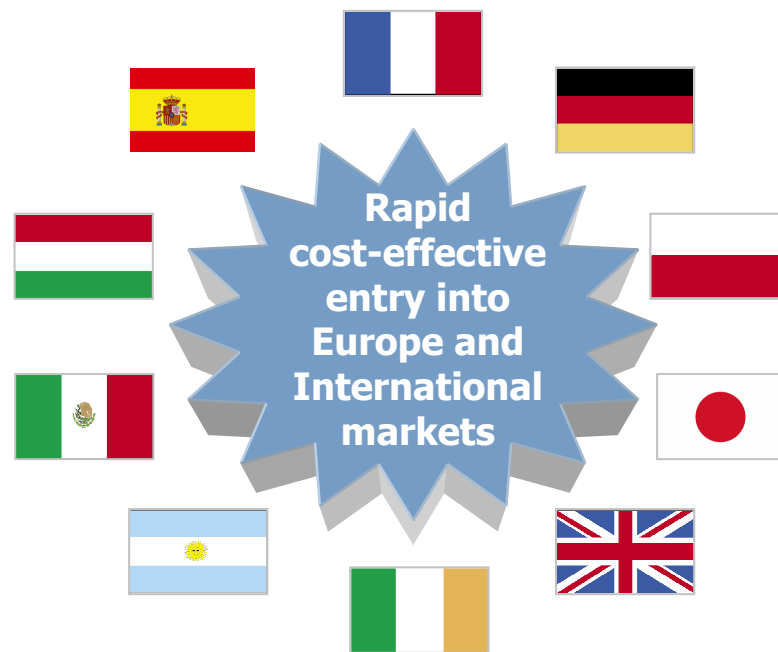 Rapid
cost-effective
entry into
Europe and
International
markets